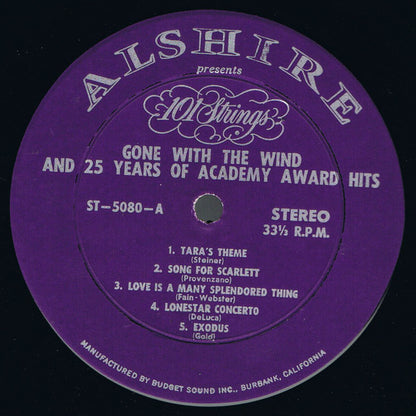 ALSHIRE
presents
101 Strings
GONE WITH THE WIND
AND 25 YEARS OF ACADEMY AWARD HITS
ST-5080-A
STEREO
33⅓ R.P.M.
1. TARA'S THEME
(Steiner)
2. SONG FOR SCARLETT
(Provenzano)
3. LOVE IS A MANY SPLENDORED THING
(Fain-Webster)
4. LONESTAR CONCERTO
(DeLuca)
5. EXODUS
(Gold)
MANUFACTURED BY BUDGET SOUND INC., BURBANK, CALIFORNIA